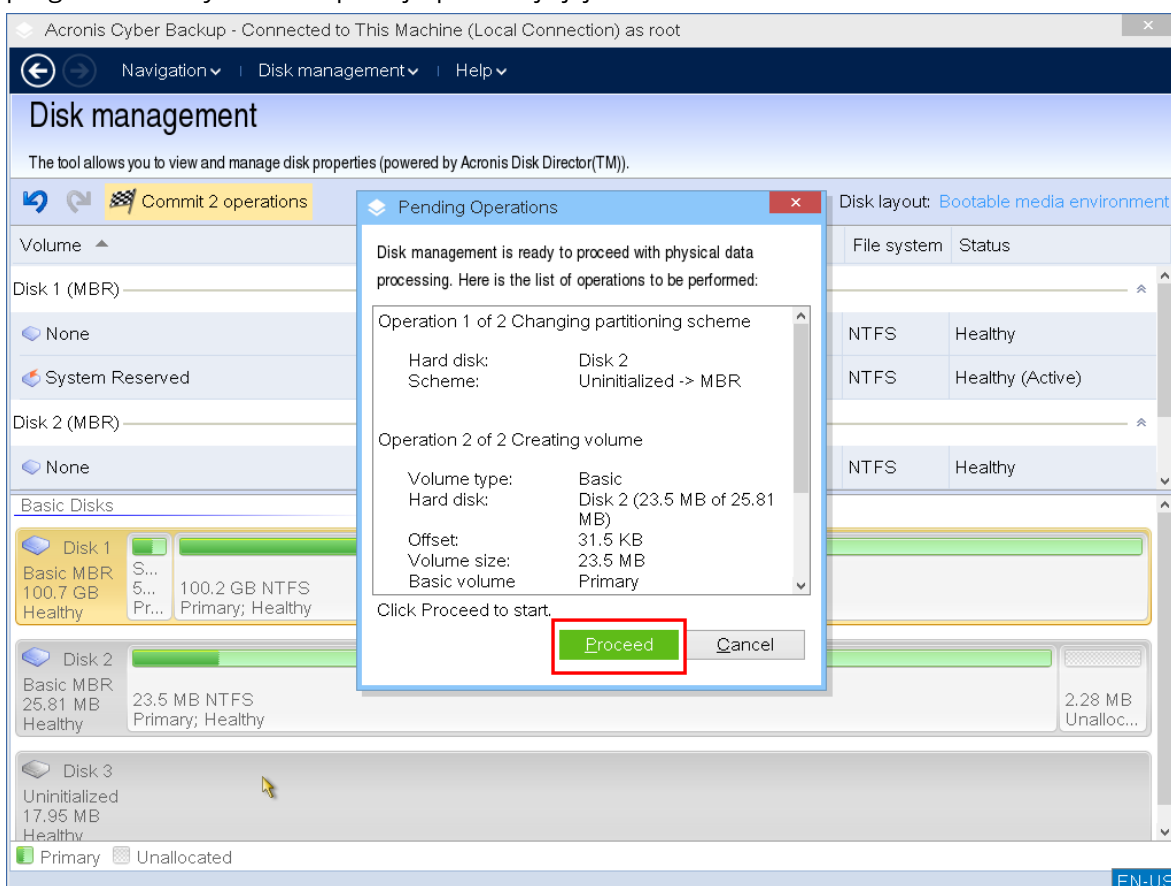 Acronis Cyber Backup - Connected to This Machine (Local Connection) as root
Navigation Disk management Help
Disk management
The tool allows you to view and manage disk properties (powered by Acronis Disk Director(TM)).
Commit 2 operations
Disk layout: Bootable media environment
Volume File system Status
Disk 1 (MBR)
None NTFS Healthy
System Reserved NTFS Healthy (Active)
Disk 2 (MBR)
None NTFS Healthy
Pending Operations
Disk management is ready to proceed with physical data
processing. Here is the list of operations to be performed:
Operation 1 of 2 Changing partitioning scheme
Hard disk: Disk 2
Scheme: Uninitialized -> MBR
Operation 2 of 2 Creating volume
Volume type: Basic
Hard disk: Disk 2 (23.5 MB of 25.81
MB)
Offset: 31.5 KB
Volume size: 23.5 MB
Basic volume Primary
Click Proceed to start.
Proceed Cancel
Basic Disks
Disk 1
Basic MBR
100.7 GB
Healthy
S...
5...
Pr...
100.2 GB NTFS
Primary; Healthy
Disk 2
Basic MBR
25.81 MB
Healthy
23.5 MB NTFS
Primary; Healthy
2.28 MB
Unalloc...
Disk 3
Uninitialized
17.95 MB
Healthy
Primary Unallocated
EN-US